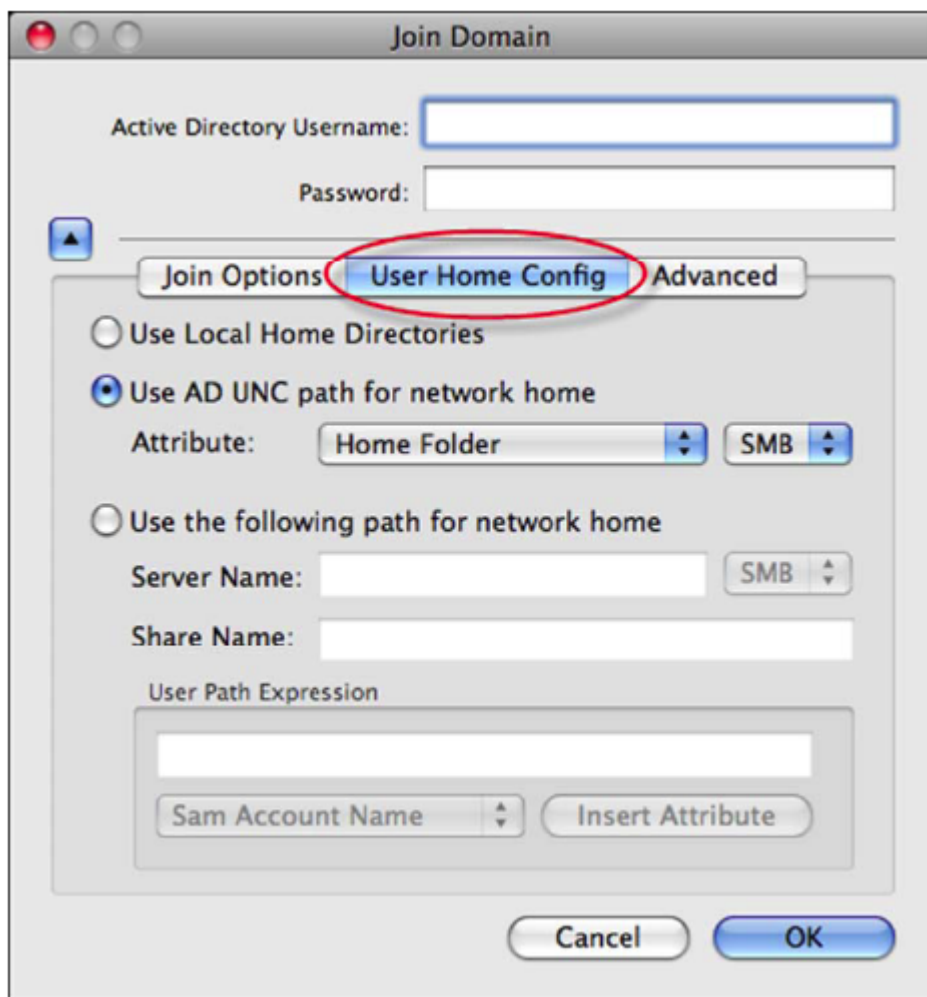 Join Domain
Active Directory Username:
Password:
Join Options User Home Config Advanced
Use Local Home Directories
Use AD UNC path for network home
Attribute: Home Folder SMB
Use the following path for network home
Server Name: SMB
Share Name:
User Path Expression
Sam Account Name Insert Attribute
Cancel OK